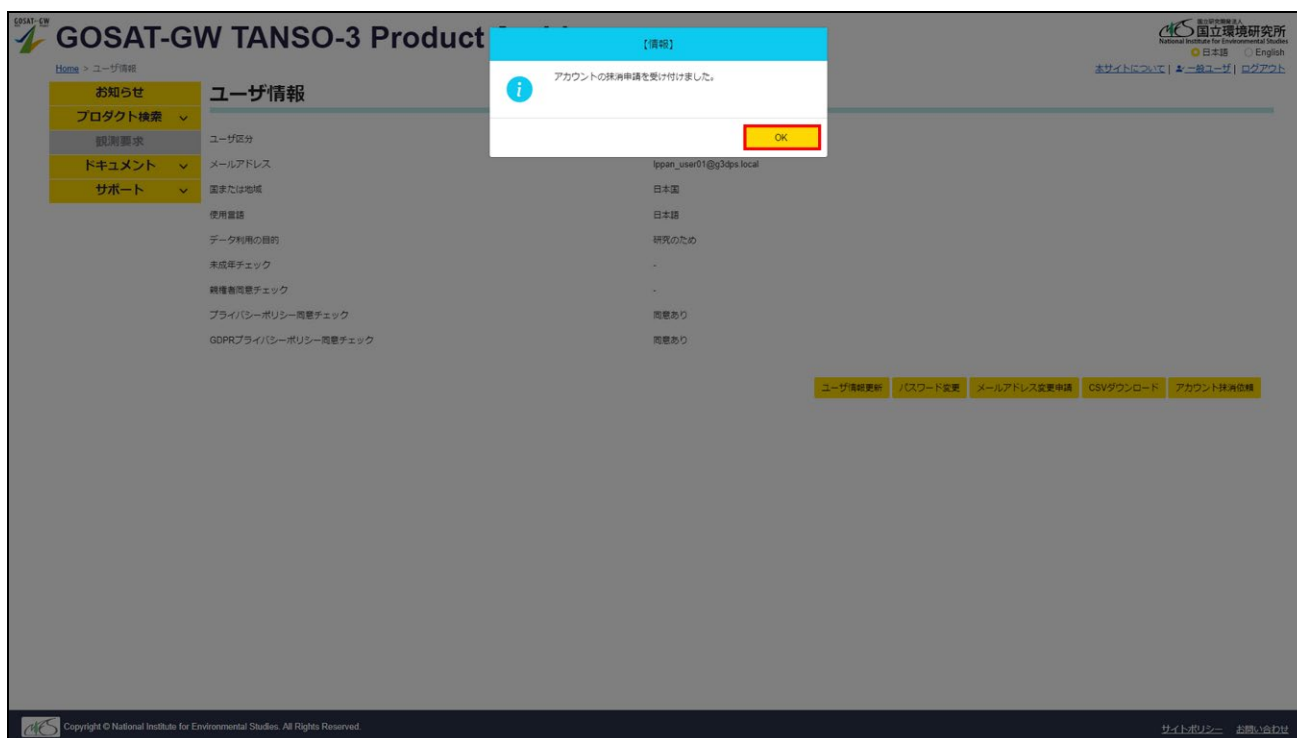 GOSAT-GW
GOSAT-GW TANSO-3 Product
国立研究開発法人
国立環境研究所
National Institute for Environmental Studies
日本語 English
Home > ユーザ情報
本サイトについて | 一般ユーザ | ログアウト
【情報】
アカウントの抹消申請を受け付けました。
OK
お知らせ
プロダクト検索
観測要求
ドキュメント
サポート
ユーザ情報
ユーザ区分
メールアドレス Ippan_user01@g3dps.local
国または地域 日本国
使用言語 日本語
データ利用の目的 研究のため
未成年チェック -
親権者同意チェック -
プライバシーポリシー同意チェック 同意あり
GDPRプライバシーポリシー同意チェック 同意あり
ユーザ情報更新 パスワード変更 メールアドレス変更申請 CSVダウンロード アカウント抹消依頼
Copyright © National Institute for Environmental Studies. All Rights Reserved.
サイトポリシー お問い合わせ